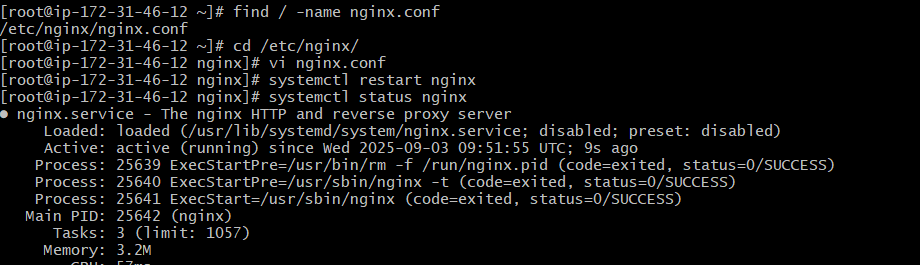 [root@ip-172-31-46-12 ~]# find / -name nginx.conf
/etc/nginx/nginx.conf
[root@ip-172-31-46-12 ~]# cd /etc/nginx/
[root@ip-172-31-46-12 nginx]# vi nginx.conf
[root@ip-172-31-46-12 nginx]# systemctl restart nginx
[root@ip-172-31-46-12 nginx]# systemctl status nginx
● nginx.service - The nginx HTTP and reverse proxy server
     Loaded: loaded (/usr/lib/systemd/system/nginx.service; disabled; preset: disabled)
     Active: active (running) since Wed 2025-09-03 09:51:55 UTC; 9s ago
    Process: 25639 ExecStartPre=/usr/bin/rm -f /run/nginx.pid (code=exited, status=0/SUCCESS)
    Process: 25640 ExecStartPre=/usr/sbin/nginx -t (code=exited, status=0/SUCCESS)
    Process: 25641 ExecStart=/usr/sbin/nginx (code=exited, status=0/SUCCESS)
   Main PID: 25642 (nginx)
      Tasks: 3 (limit: 1057)
     Memory: 3.2M
        CPU: 57ms